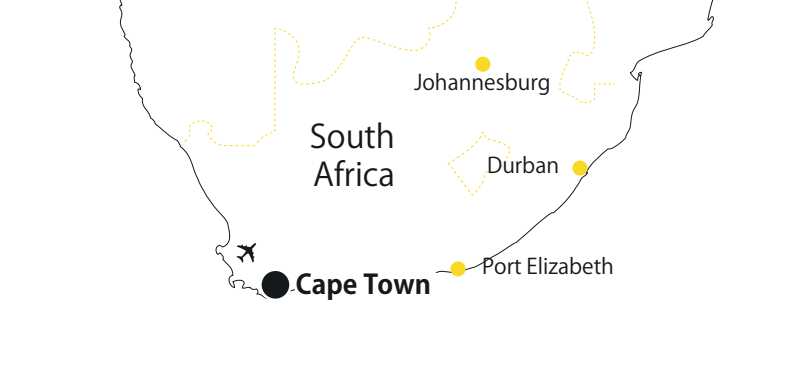 Johannesburg
South
Africa
Durban
Port Elizabeth
Cape Town